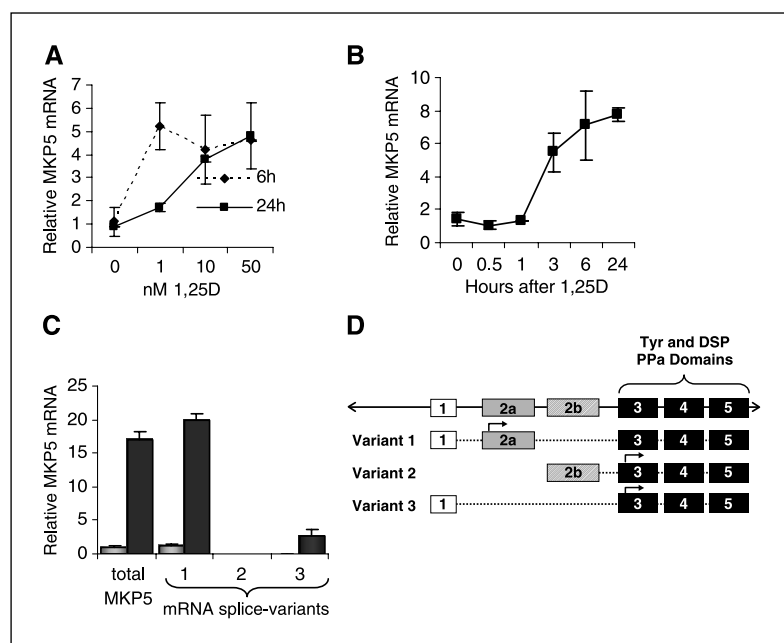 A
Relative MKP5 mRNA
7
6
5
4
3
2
1
0
6h
24h
0 1 10 50
nM 1,25D
B
Relative MKP5 mRNA
10
8
6
4
2
0
0 0.5 1 3 6 24
Hours after 1,25D
C
Relative MKP5 mRNA
25
20
15
10
5
0
total
MKP5
1 2 3
mRNA splice-variants
D
Tyr and DSP
PPa Domains
1 2a 2b 3 4 5
Variant 1 1 2a 3 4 5
Variant 2 2b 3 4 5
Variant 3 1 3 4 5